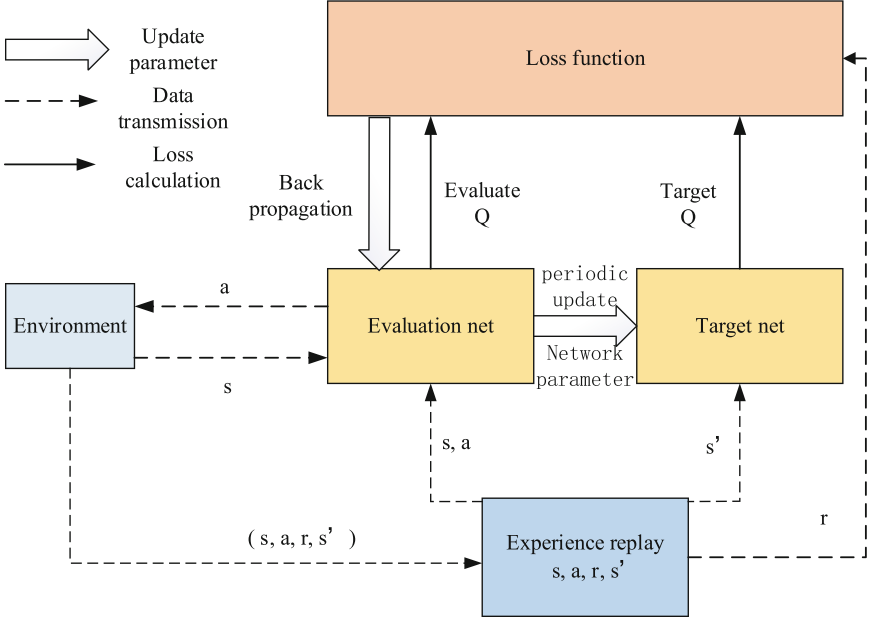 Update
parameter
Data
transmission
Loss
calculation
Loss function
Back
propagation
Evaluate
Q
Target
Q
Environment
a
s
Evaluation net
periodic
update
Network
parameter
Target net
s, a
s’
( s, a, r, s’ )
Experience replay
s, a, r, s’
r